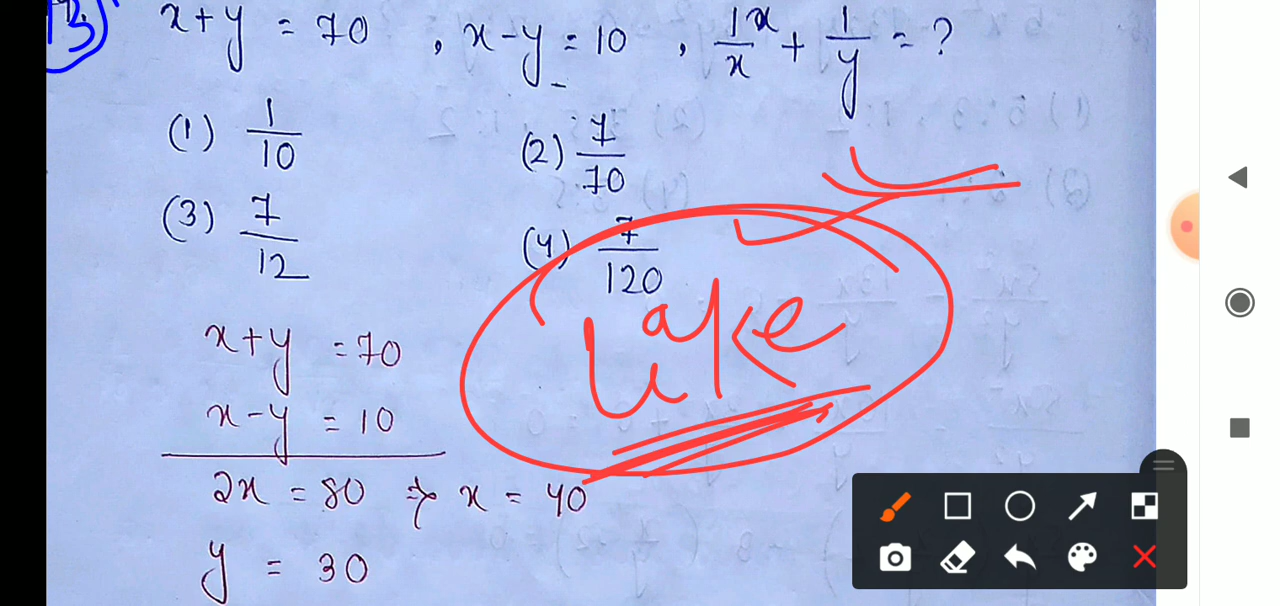 13) x+y = 70 , x-y = 10 , 1/x + 1/y = ?
(1) 1/10 (2) 7/70
(3) 7/12 (4) 7/120
x+y = 70
x-y = 10
2x = 80 ⇒ x = 40
y = 30